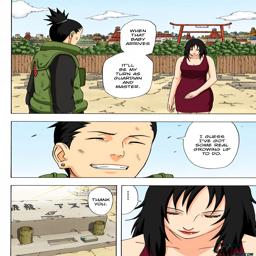 WHEN
THAT
BABY
ARRIVES
IT'LL
BE MY
TURN AS
GUARDIAN
AND
MASTER.
I GUESS
I'VE
GOT SOME
REAL
GROWING UP
TO DO.
THANK
YOU.